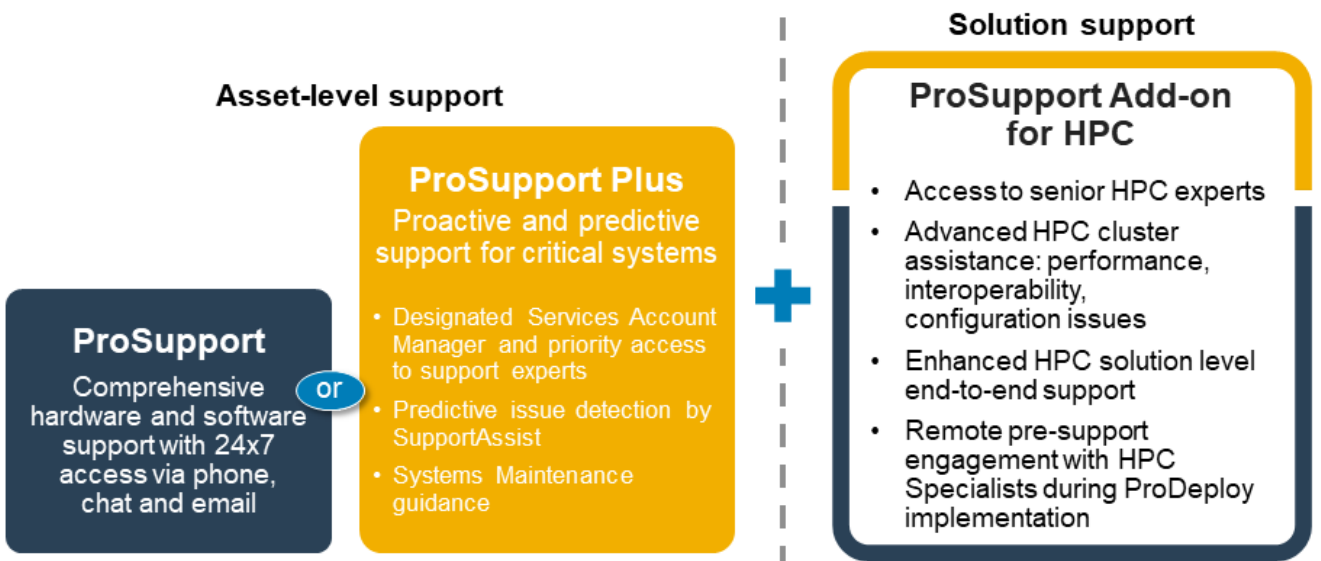 Asset-level support
ProSupport
Comprehensive
hardware and software
support with 24x7
access via phone,
chat and email
or
ProSupport Plus
Proactive and predictive
support for critical systems
• Designated Services Account
Manager and priority access
to support experts
• Predictive issue detection by
SupportAssist
• Systems Maintenance
guidance
Solution support
ProSupport Add-on
for HPC
• Access to senior HPC experts
• Advanced HPC cluster
assistance: performance,
interoperability,
configuration issues
• Enhanced HPC solution level
end-to-end support
• Remote pre-support
engagement with HPC
Specialists during ProDeploy
implementation